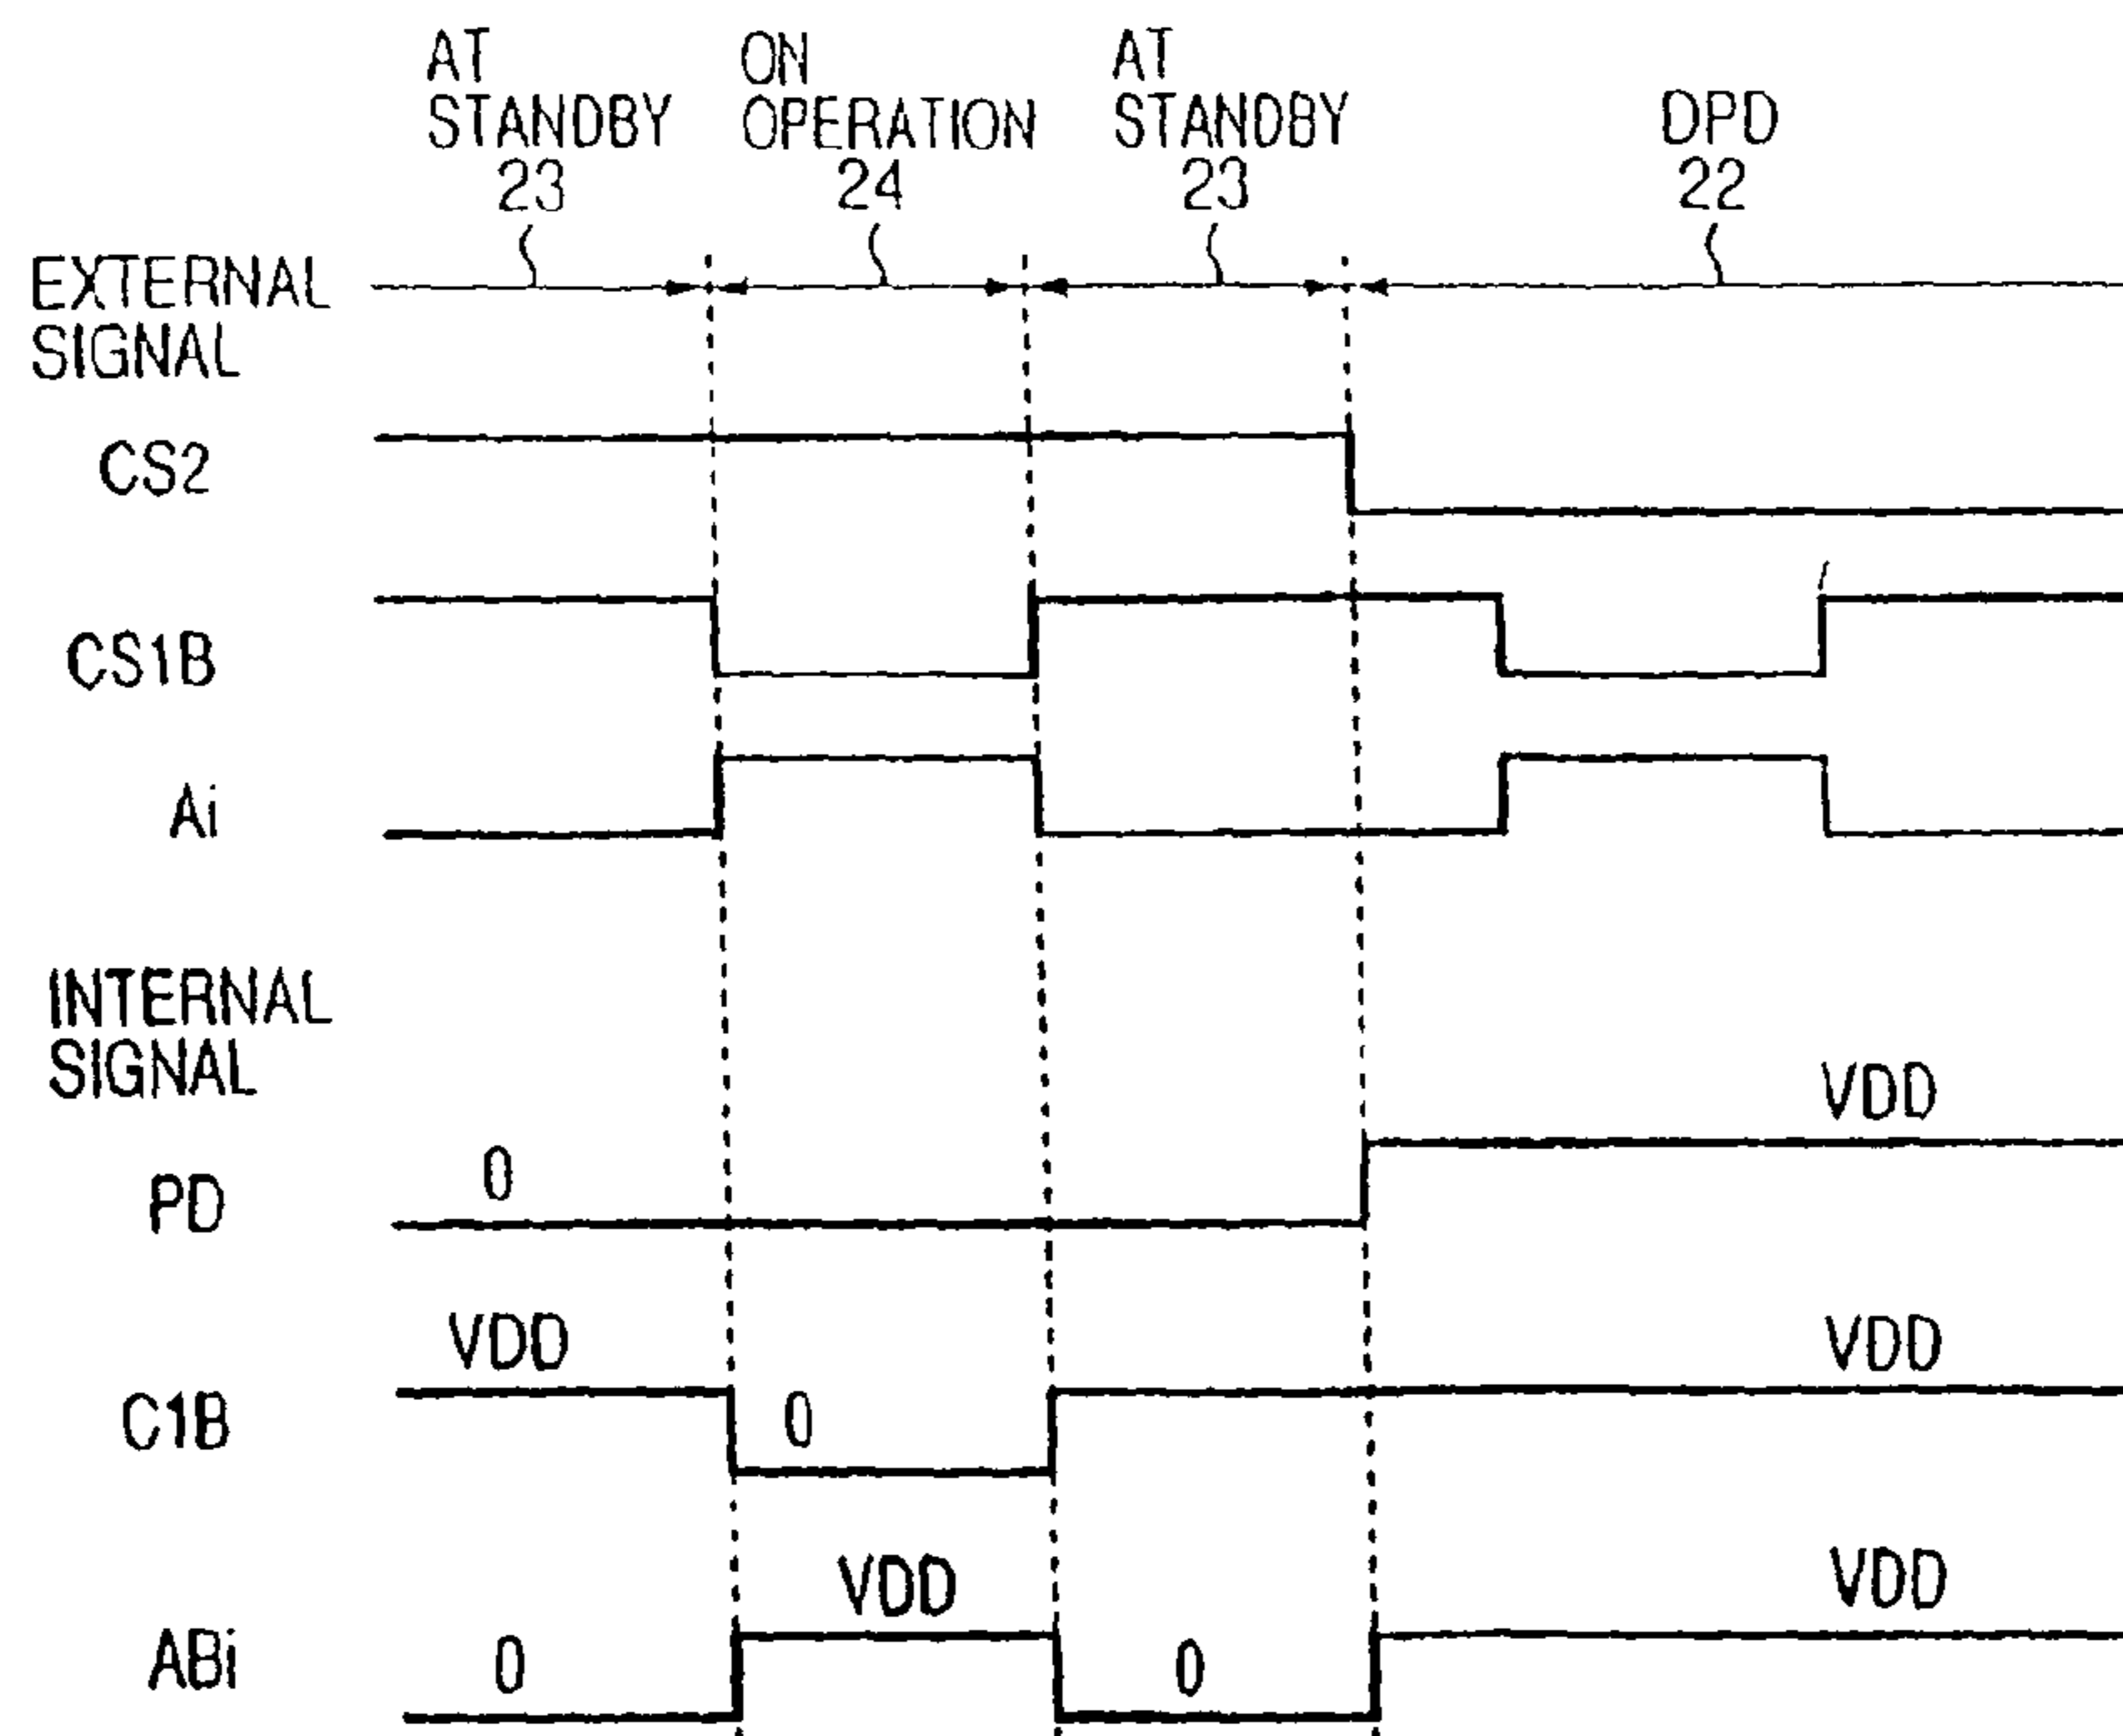 AT
STANDBY
23
ON
OPERATION
24
AT
STANDBY
23
DPD
22
EXTERNAL
SIGNAL
CS2
CS1B
Ai
INTERNAL
SIGNAL
VDD
PD
0
VDD
VDD
C1B
0
VDD
VDD
ABi
0
0